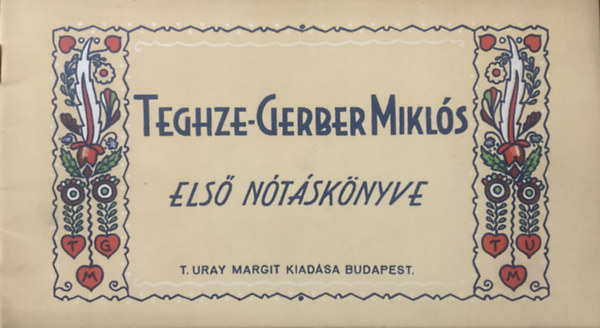 TEGHZE-GERBER MIKLÓS
ELSŐ NÓTÁSKÖNYVE
T. URAY MARGIT KIADÁSA BUDAPEST.
T G
M
T U
M